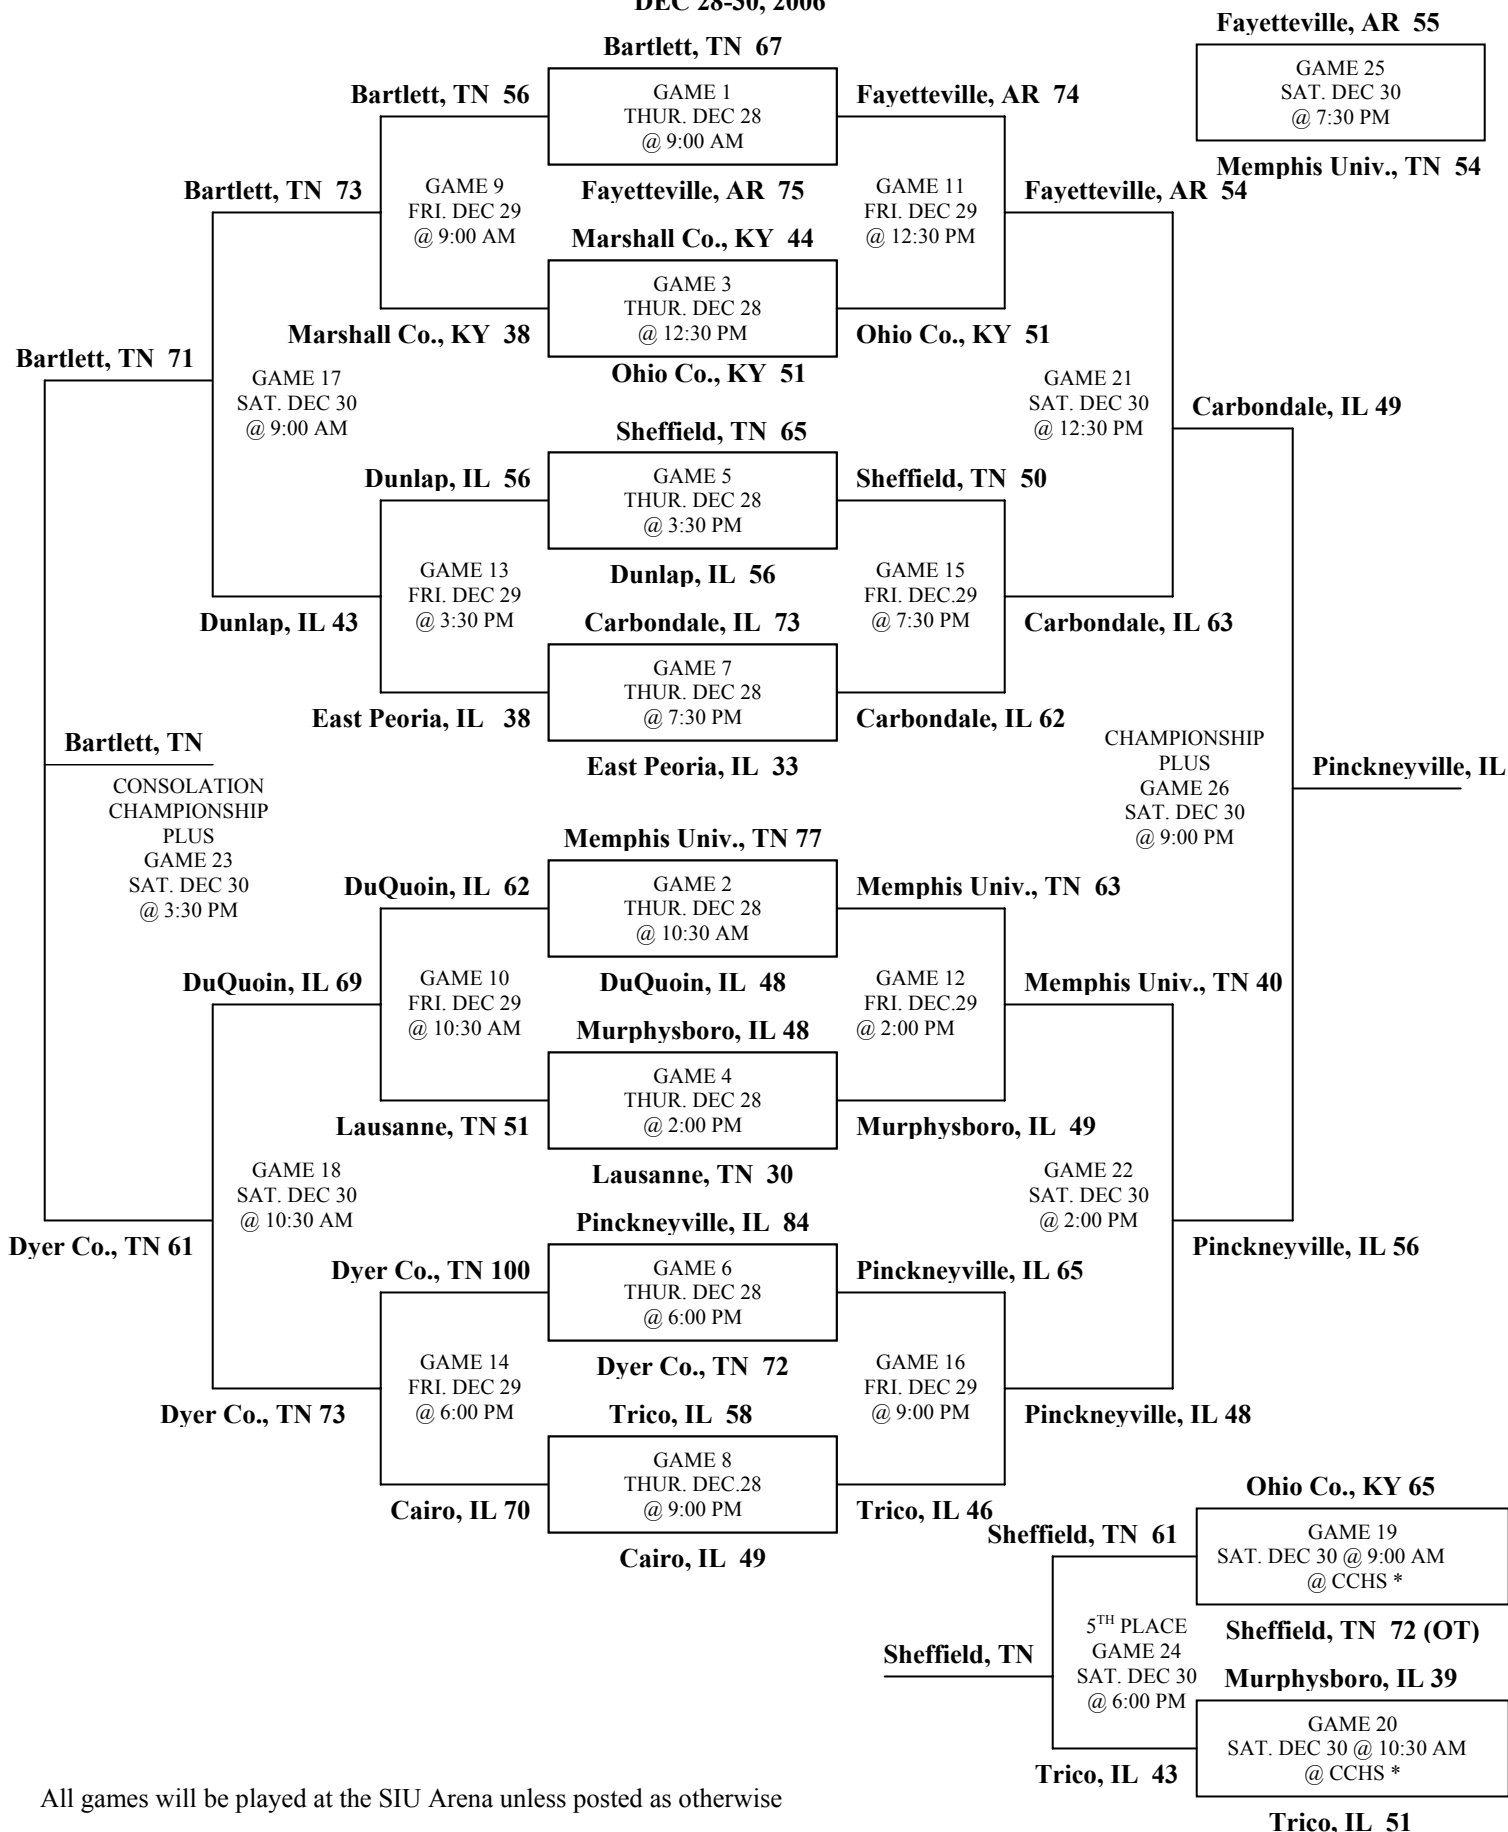 DEC 28-30, 2006
Fayetteville, AR 55
GAME 25
SAT. DEC 30
@ 7:30 PM
Memphis Univ., TN 54
Bartlett, TN 67
GAME 1
THUR. DEC 28
@ 9:00 AM
Fayetteville, AR 75
Bartlett, TN 56
Fayetteville, AR 74
Bartlett, TN 73
GAME 9
FRI. DEC 29
@ 9:00 AM
GAME 11
FRI. DEC 29
@ 12:30 PM
Fayetteville, AR 54
Marshall Co., KY 44
GAME 3
THUR. DEC 28
@ 12:30 PM
Ohio Co., KY 51
Marshall Co., KY 38
Ohio Co., KY 51
Bartlett, TN 71
GAME 17
SAT. DEC 30
@ 9:00 AM
GAME 21
SAT. DEC 30
@ 12:30 PM
Carbondale, IL 49
Sheffield, TN 65
GAME 5
THUR. DEC 28
@ 3:30 PM
Dunlap, IL 56
Dunlap, IL 56
Sheffield, TN 50
GAME 13
FRI. DEC 29
@ 3:30 PM
GAME 15
FRI. DEC.29
@ 7:30 PM
Dunlap, IL 43
Carbondale, IL 63
Carbondale, IL 73
GAME 7
THUR. DEC 28
@ 7:30 PM
East Peoria, IL 33
East Peoria, IL 38
Carbondale, IL 62
Bartlett, TN
CONSOLATION
CHAMPIONSHIP
PLUS
GAME 23
SAT. DEC 30
@ 3:30 PM
CHAMPIONSHIP
PLUS
GAME 26
SAT. DEC 30
@ 9:00 PM
Pinckneyville, IL
Memphis Univ., TN 77
GAME 2
THUR. DEC 28
@ 10:30 AM
DuQuoin, IL 48
DuQuoin, IL 62
Memphis Univ., TN 63
DuQuoin, IL 69
GAME 10
FRI. DEC 29
@ 10:30 AM
GAME 12
FRI. DEC.29
@ 2:00 PM
Memphis Univ., TN 40
Murphysboro, IL 48
GAME 4
THUR. DEC 28
@ 2:00 PM
Lausanne, TN 30
Lausanne, TN 51
Murphysboro, IL 49
GAME 18
SAT. DEC 30
@ 10:30 AM
GAME 22
SAT. DEC 30
@ 2:00 PM
Dyer Co., TN 61
Pinckneyville, IL 56
Pinckneyville, IL 84
GAME 6
THUR. DEC 28
@ 6:00 PM
Dyer Co., TN 72
Dyer Co., TN 100
Pinckneyville, IL 65
GAME 14
FRI. DEC 29
@ 6:00 PM
GAME 16
FRI. DEC 29
@ 9:00 PM
Dyer Co., TN 73
Pinckneyville, IL 48
Trico, IL 58
GAME 8
THUR. DEC.28
@ 9:00 PM
Cairo, IL 49
Cairo, IL 70
Trico, IL 46
Ohio Co., KY 65
Sheffield, TN 61
GAME 19
SAT. DEC 30 @ 9:00 AM
@ CCHS *
Sheffield, TN 72 (OT)
Sheffield, TN
5TH PLACE
GAME 24
SAT. DEC 30
@ 6:00 PM
Murphysboro, IL 39
GAME 20
SAT. DEC 30 @ 10:30 AM
@ CCHS *
Trico, IL 43
Trico, IL 51
All games will be played at the SIU Arena unless posted as otherwise